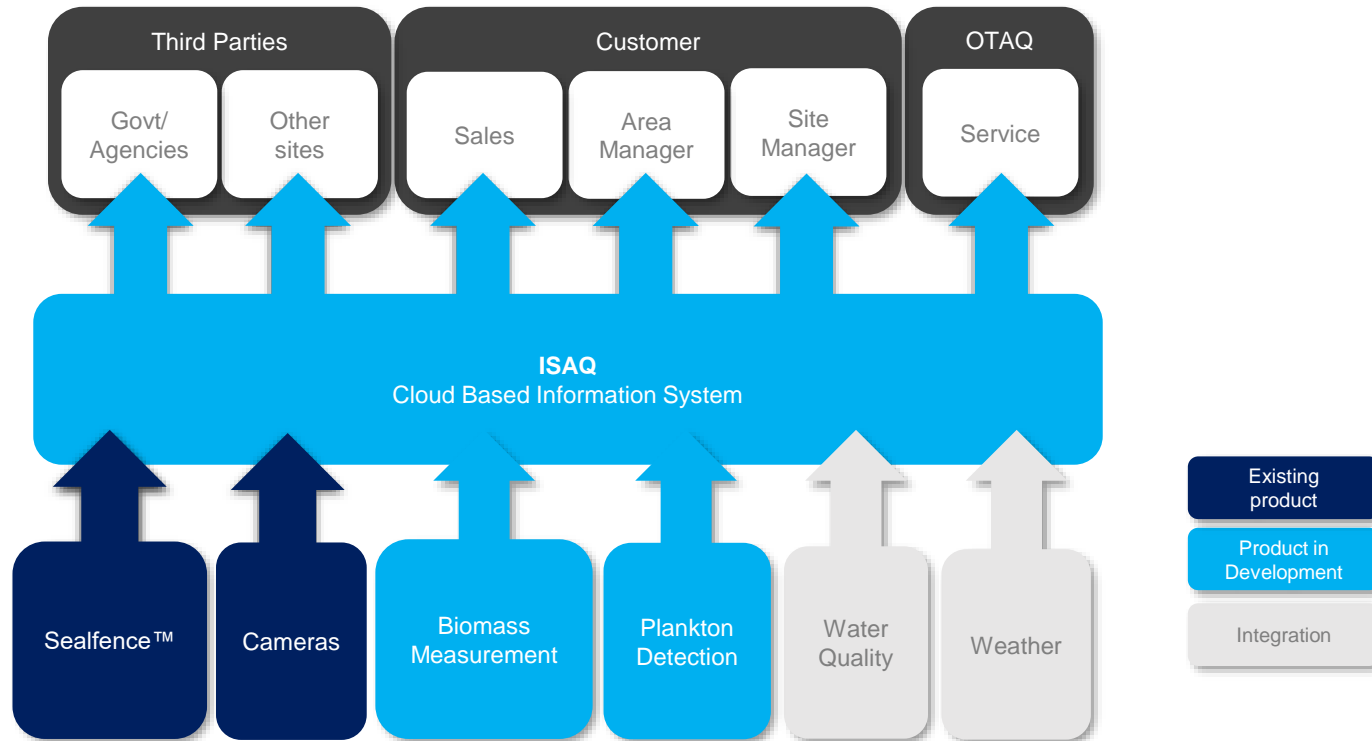 Third Parties
Customer
OTAQ
Govt/
Agencies
Other
sites
Sales
Area
Manager
Site
Manager
Service
ISAQ
Cloud Based Information System
Sealfence™
Cameras
Biomass
Measurement
Plankton
Detection
Water
Quality
Weather
Existing
product
Product in
Development
Integration